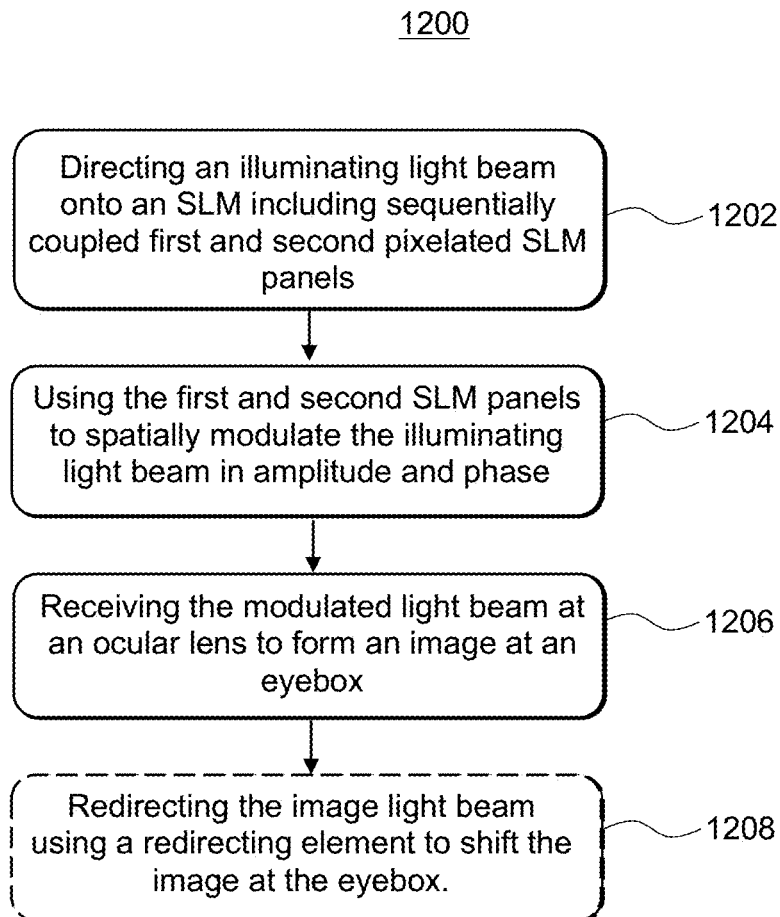 1200
Directing an illuminating light beam
onto an SLM including sequentially
coupled first and second pixelated SLM
panels
1202
Using the first and second SLM panels
to spatially modulate the illuminating
light beam in amplitude and phase
1204
Receiving the modulated light beam at
an ocular lens to form an image at an
eyebox
1206
Redirecting the image light beam
using a redirecting element to shift the
image at the eyebox.
1208